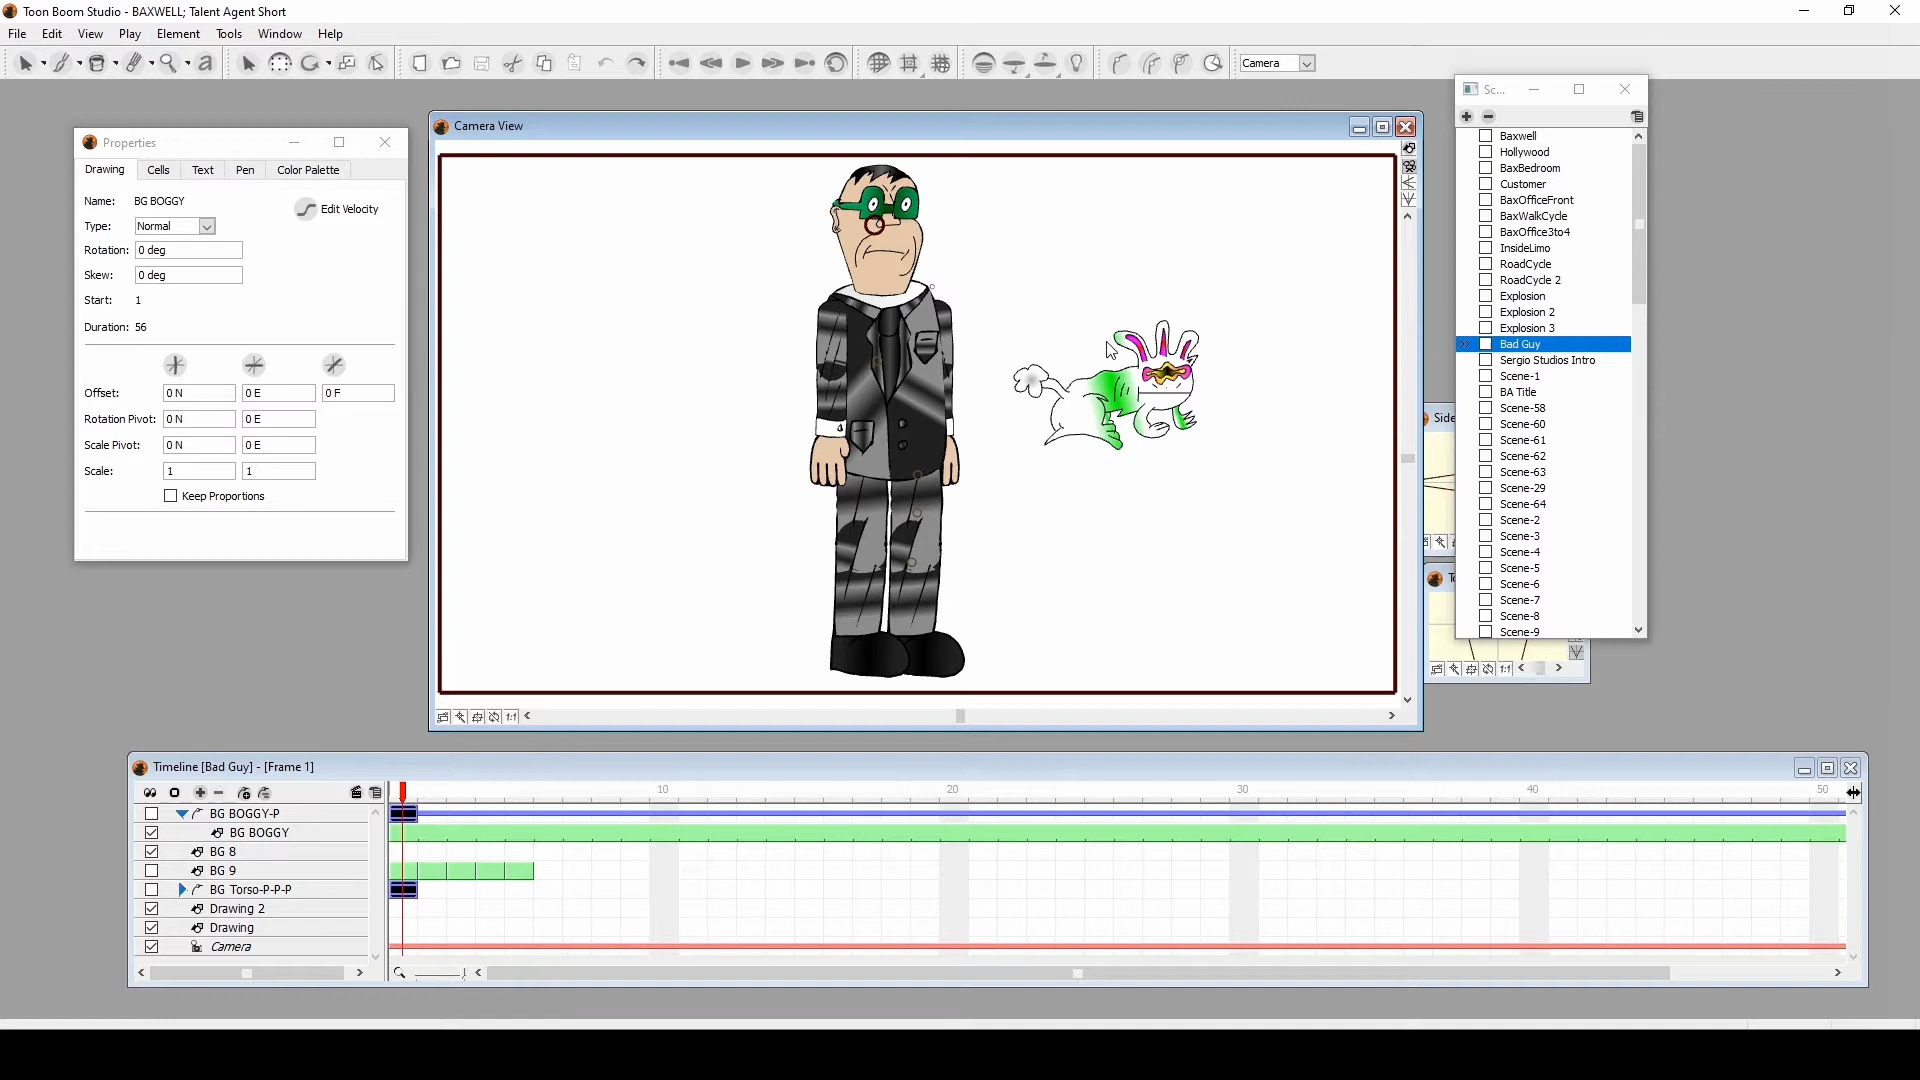 Toon Boom Studio - BAXWELL; Talent Agent Short
File Edit View Play Element Tools Window Help
Camera
Properties
Drawing Cells Text Pen Color Palette
Name: BG BOGGY
Edit Velocity
Type: Normal
Rotation: 0 deg
Skew: 0 deg
Start: 1
Duration: 56
Offset: 0 N 0 E 0 F
Rotation Pivot: 0 N 0 E
Scale Pivot: 0 N 0 E
Scale: 1 1
Keep Proportions
Camera View
1:1
Sc...
Baxwell
Hollywood
BaxBedroom
Customer
BaxOfficeFront
BaxWalkCycle
BaxOffice3to4
InsideLimo
RoadCycle
RoadCycle 2
Explosion
Explosion 2
Explosion 3
Bad Guy
Sergio Studios Intro
Scene-1
BA Title
Scene-58
Scene-60
Scene-61
Scene-62
Scene-63
Scene-29
Scene-64
Scene-2
Scene-3
Scene-4
Scene-5
Scene-6
Scene-7
Scene-8
Scene-9
Side
1:1
Timeline [Bad Guy] - [Frame 1]
10 20 30 40 50
BG BOGGY-P
BG BOGGY
BG 8
BG 9
BG Torso-P-P-P
Drawing 2
Drawing
Camera